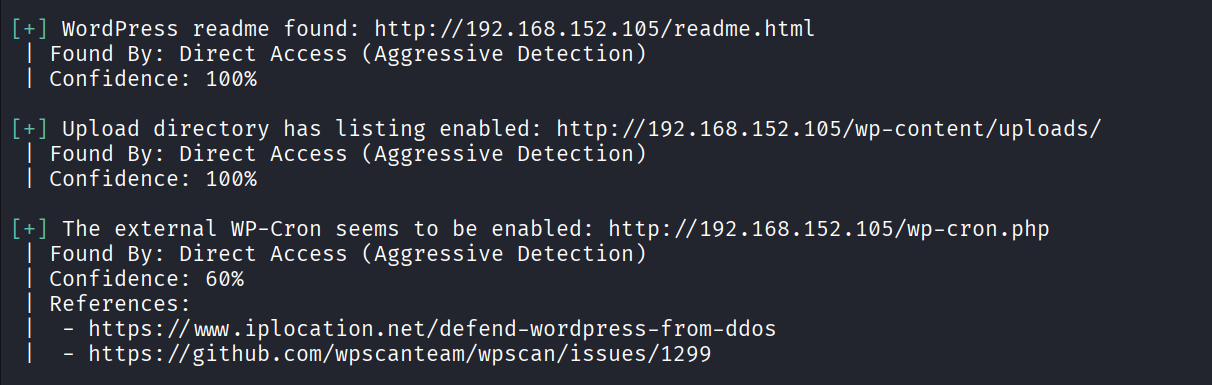 [+] WordPress readme found: http://192.168.152.105/readme.html
| Found By: Direct Access (Aggressive Detection)
| Confidence: 100%
[+] Upload directory has listing enabled: http://192.168.152.105/wp-content/uploads/
| Found By: Direct Access (Aggressive Detection)
| Confidence: 100%
[+] The external WP-Cron seems to be enabled: http://192.168.152.105/wp-cron.php
| Found By: Direct Access (Aggressive Detection)
| Confidence: 60%
| References:
|  - https://www.iplocation.net/defend-wordpress-from-ddos
|  - https://github.com/wpscanteam/wpscan/issues/1299